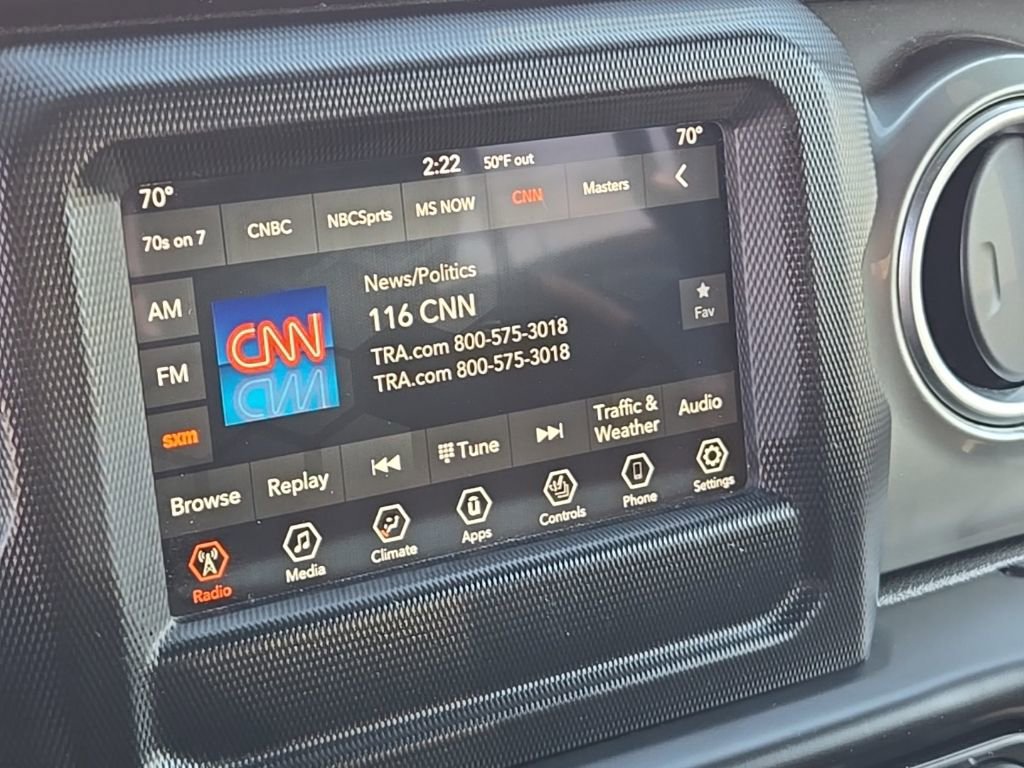 70°
2:22
50°F out
70°
70s on 7
CNBC
NBCSprts
MS NOW
CNN
Masters
AM
FM
sxm
CNN
News/Politics
116 CNN
TRA.com 800-575-3018
TRA.com 800-575-3018
Fav
Browse
Replay
Tune
Traffic &
Weather
Audio
Radio
Media
Climate
Apps
Controls
Phone
Settings